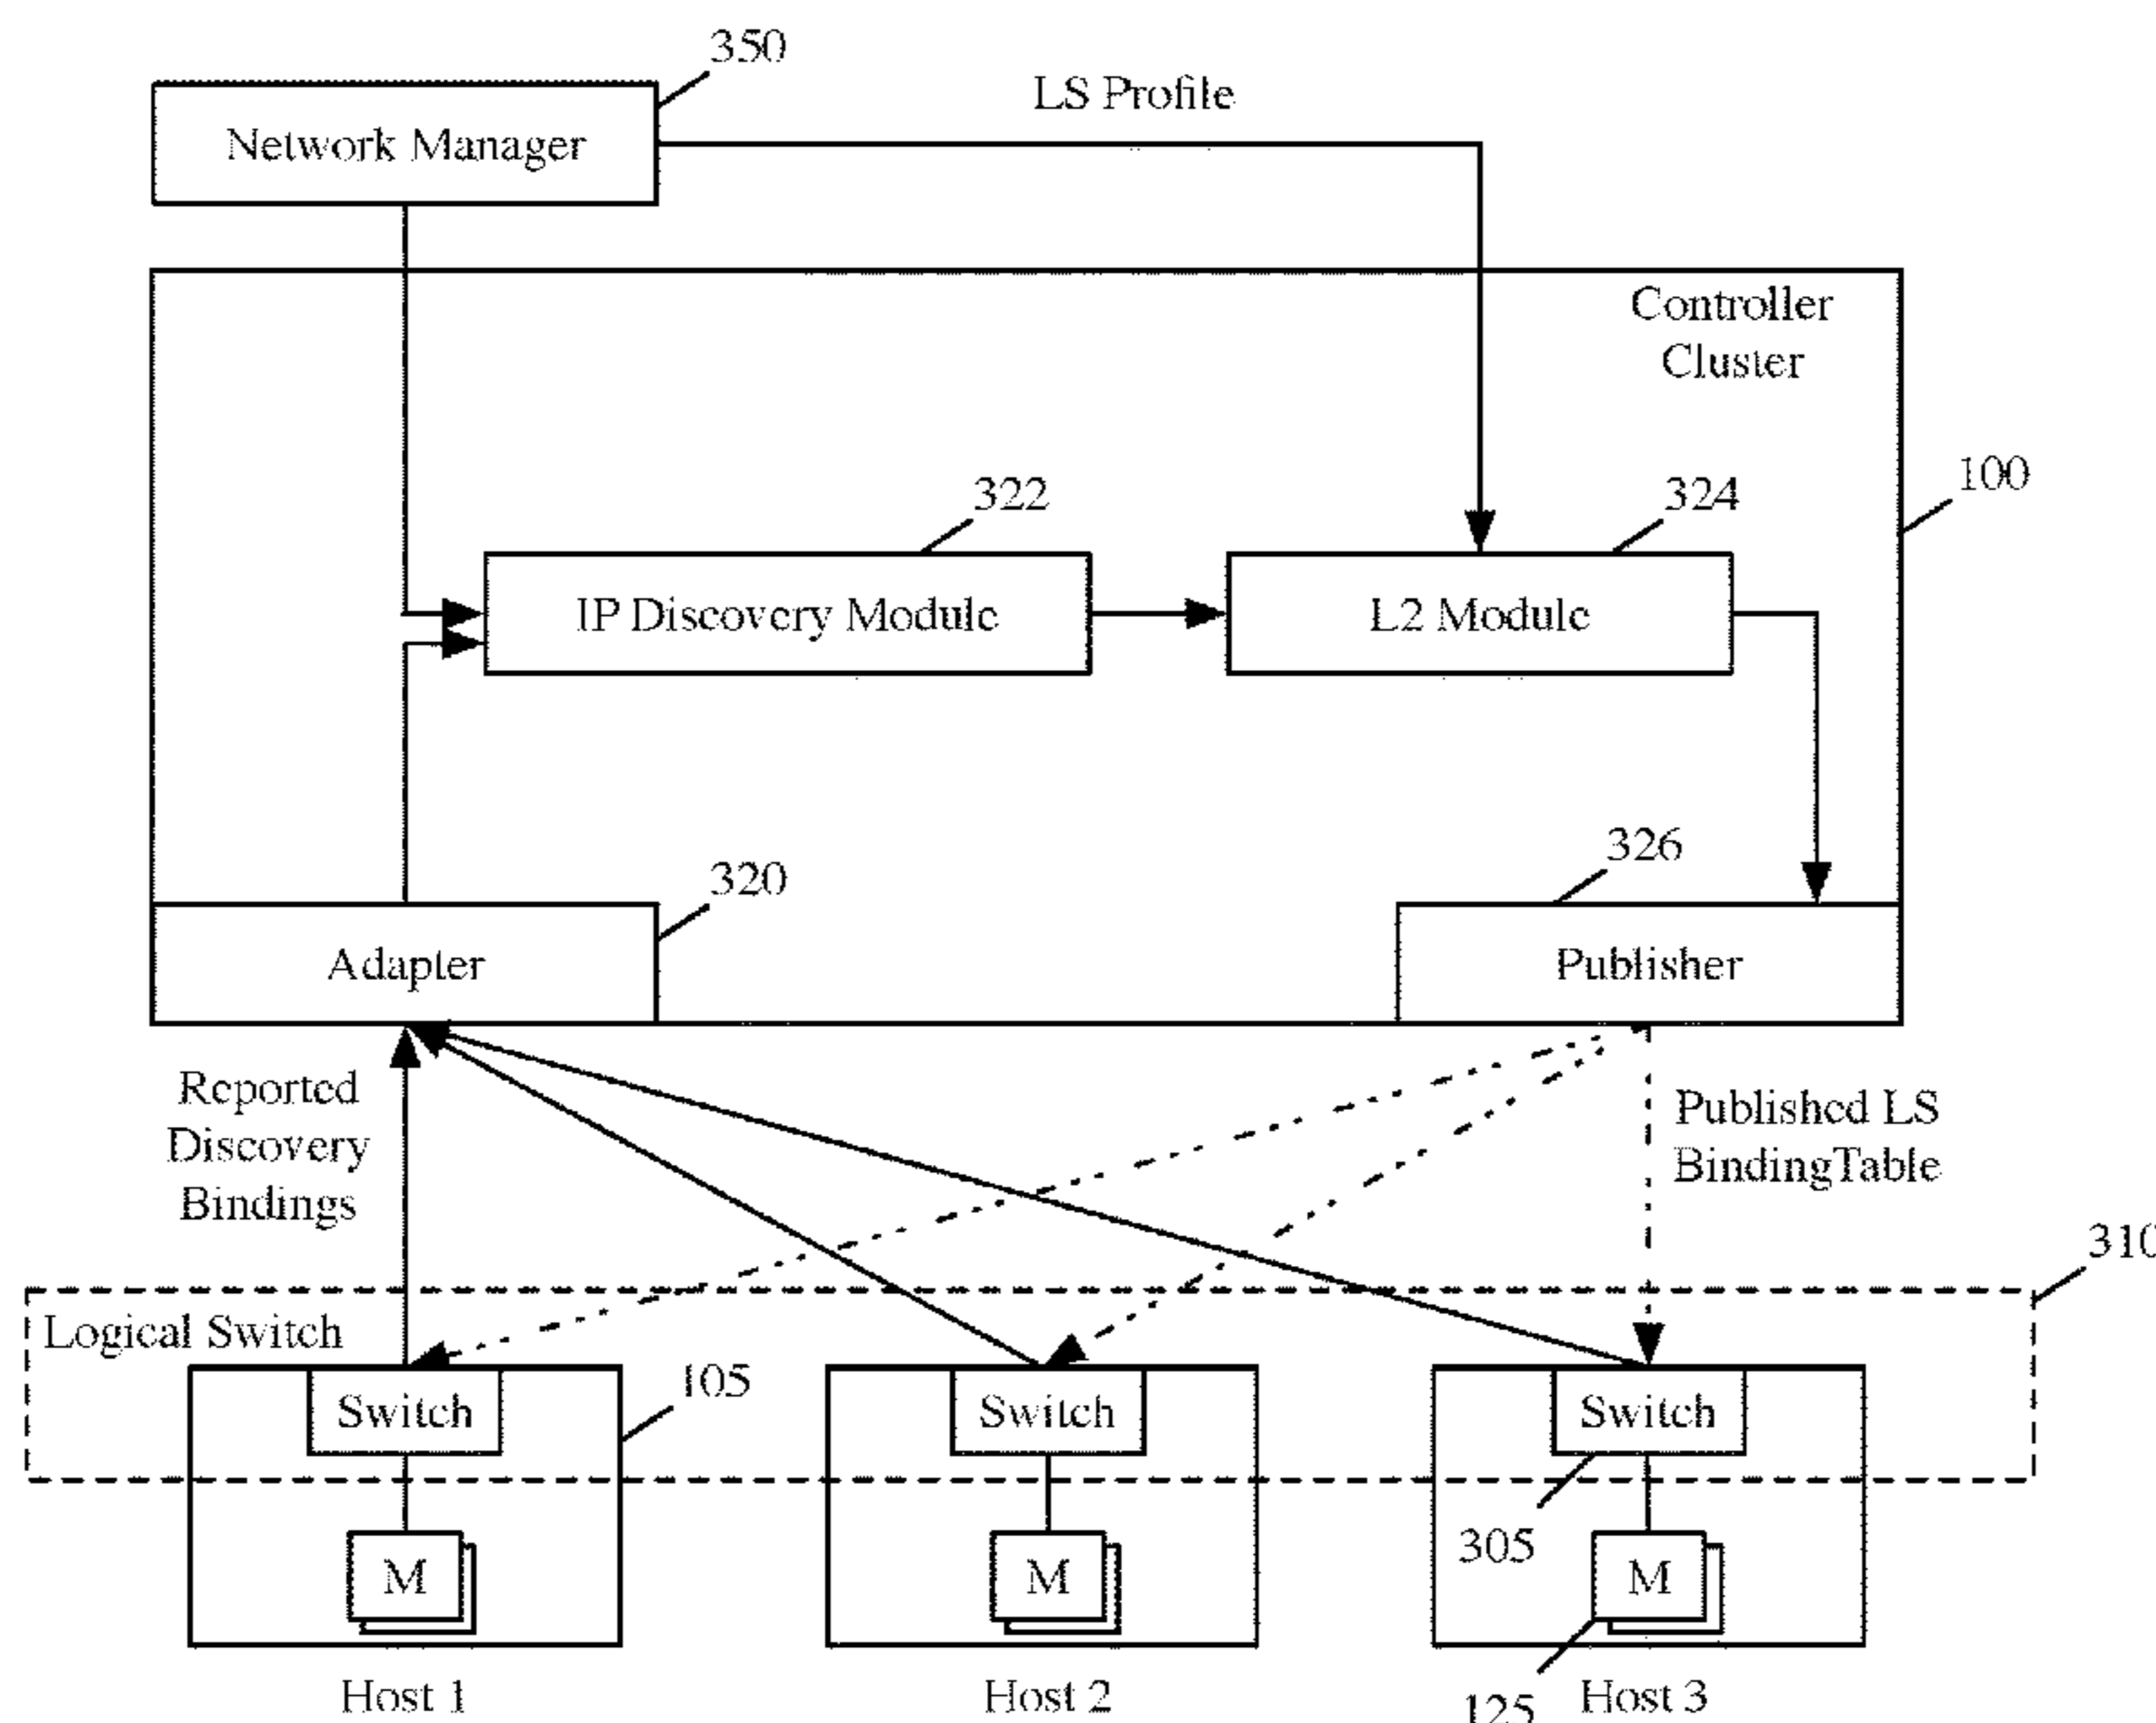 350
LS Profile
Network Manager
Controller
Cluster
100
322
324
IP Discovery Module
L2 Module
320
326
Adapter
Publisher
Reported
Discovery
Bindings
Published LS
BindingTable
310
Logical Switch
105
Switch
Switch
Switch
305
M
M
M
125
Host 1
Host 2
Host 3